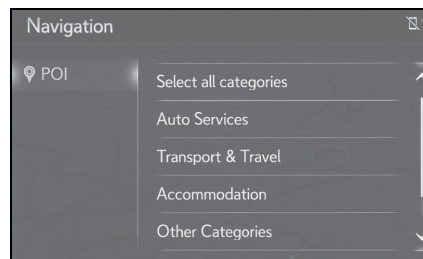 Navigation
POI
Select all categories
Auto Services
Transport & Travel
Accommodation
Other Categories